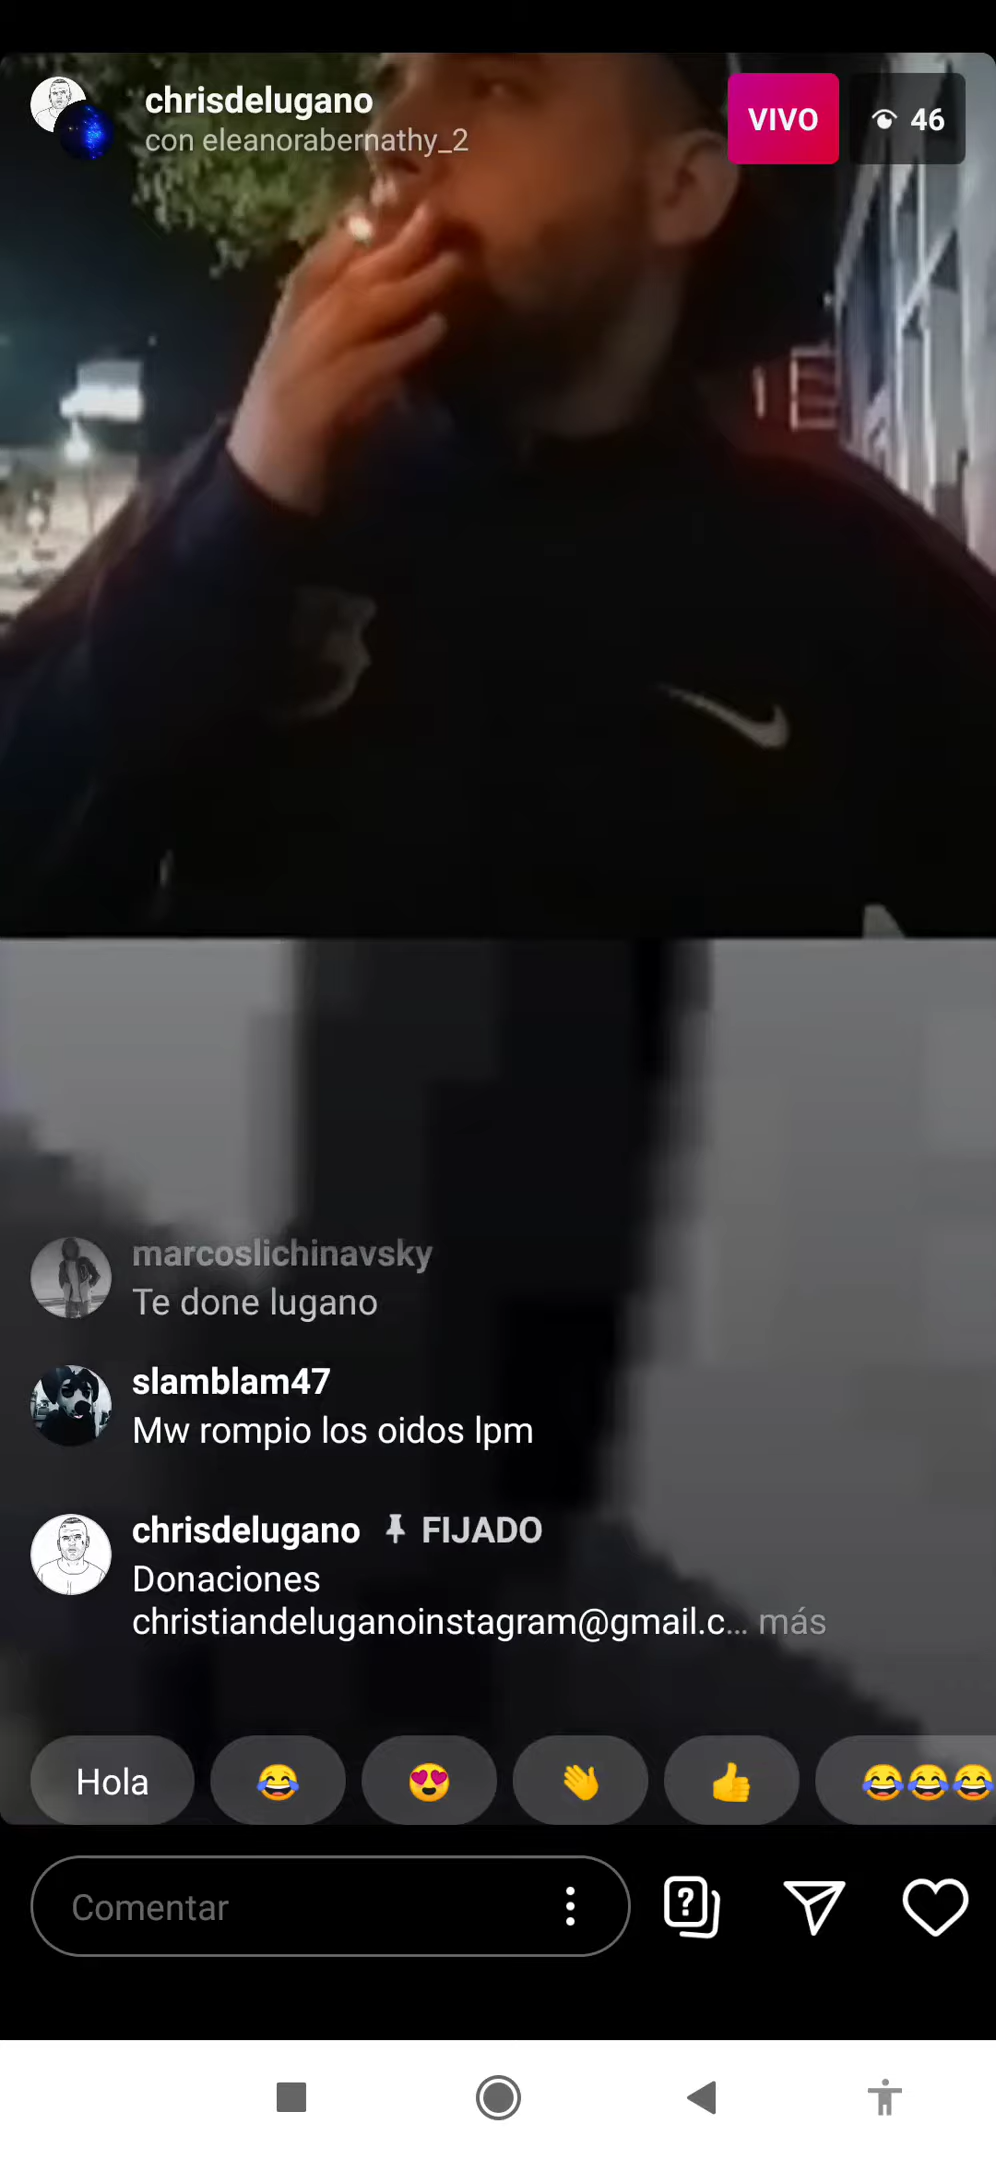 chrisdelugano
con eleanorabernathy_2
VIVO
46
marcoslichinavsky
Te done lugano
slamblam47
Mw rompio los oidos lpm
chrisdelugano FIJADO
Donaciones
christiandeluganoinstagram@gmail.c... más
Hola
Comentar